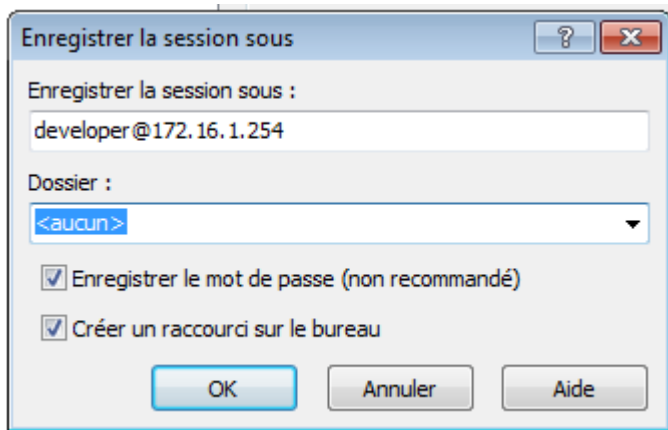 Enregistrer la session sous
Enregistrer la session sous :
developer@172.16.1.254
Dossier :
<aucun>
Enregistrer le mot de passe (non recommandé)
Créer un raccourci sur le bureau
OK Annuler Aide